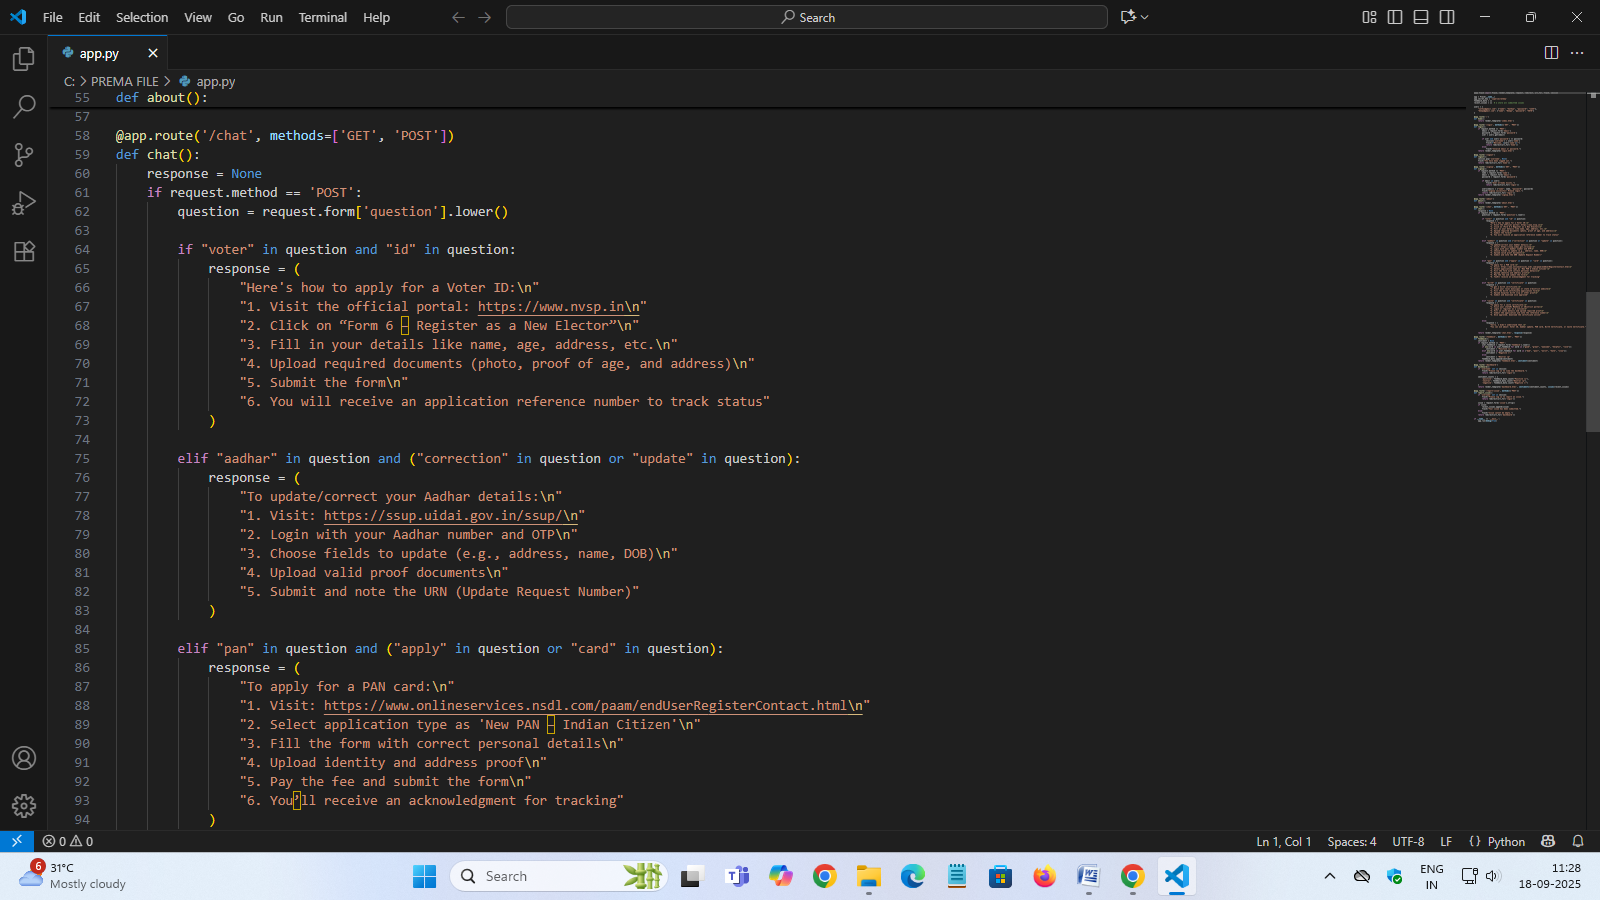 File Edit Selection View Go Run Terminal Help
Search
app.py
C: > PREMA FILE > app.py
55 def about():
57
58 @app.route('/chat', methods=['GET', 'POST'])
59 def chat():
60     response = None
61     if request.method == 'POST':
62         question = request.form['question'].lower()
63
64         if "voter" in question and "id" in question:
65             response = (
66                 "Here's how to apply for a Voter ID:\n"
67                 "1. Visit the official portal: https://www.nvsp.in\n"
68                 "2. Click on “Form 6 – Register as a New Elector”\n"
69                 "3. Fill in your details like name, age, address, etc.\n"
70                 "4. Upload required documents (photo, proof of age, and address)\n"
71                 "5. Submit the form\n"
72                 "6. You will receive an application reference number to track status"
73             )
74
75         elif "aadhar" in question and ("correction" in question or "update" in question):
76             response = (
77                 "To update/correct your Aadhar details:\n"
78                 "1. Visit: https://ssup.uidai.gov.in/ssup/\n"
79                 "2. Login with your Aadhar number and OTP\n"
80                 "3. Choose fields to update (e.g., address, name, DOB)\n"
81                 "4. Upload valid proof documents\n"
82                 "5. Submit and note the URN (Update Request Number)"
83             )
84
85         elif "pan" in question and ("apply" in question or "card" in question):
86             response = (
87                 "To apply for a PAN card:\n"
88                 "1. Visit: https://www.onlineservices.nsdl.com/paam/endUserRegisterContact.html\n"
89                 "2. Select application type as 'New PAN – Indian Citizen'\n"
90                 "3. Fill the form with correct personal details\n"
91                 "4. Upload identity and address proof\n"
92                 "5. Pay the fee and submit the form\n"
93                 "6. You’ll receive an acknowledgment for tracking"
94             )
0 0 Ln 1, Col 1 Spaces: 4 UTF-8 LF {} Python
6 31°C
Mostly cloudy
Search
ENG
IN
11:28
18-09-2025